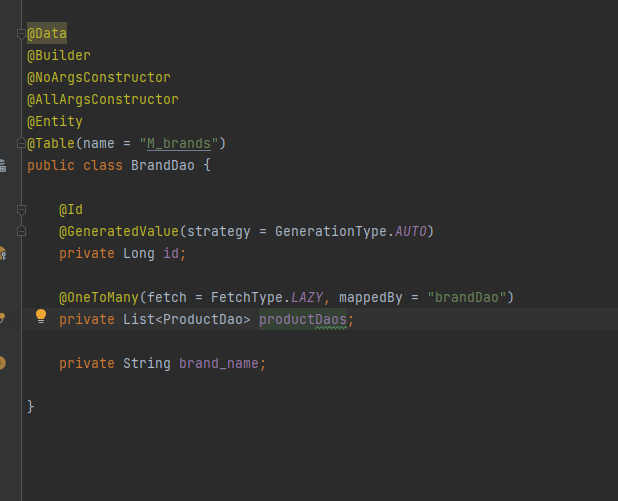 @Data
@Builder
@NoArgsConstructor
@AllArgsConstructor
@Entity
@Table(name = "M_brands")
public class BrandDao {
@Id
@GeneratedValue(strategy = GenerationType.AUTO)
private Long id;
@OneToMany(fetch = FetchType.LAZY, mappedBy = "brandDao")
private List<ProductDao> productDaos;
private String brand_name;
}